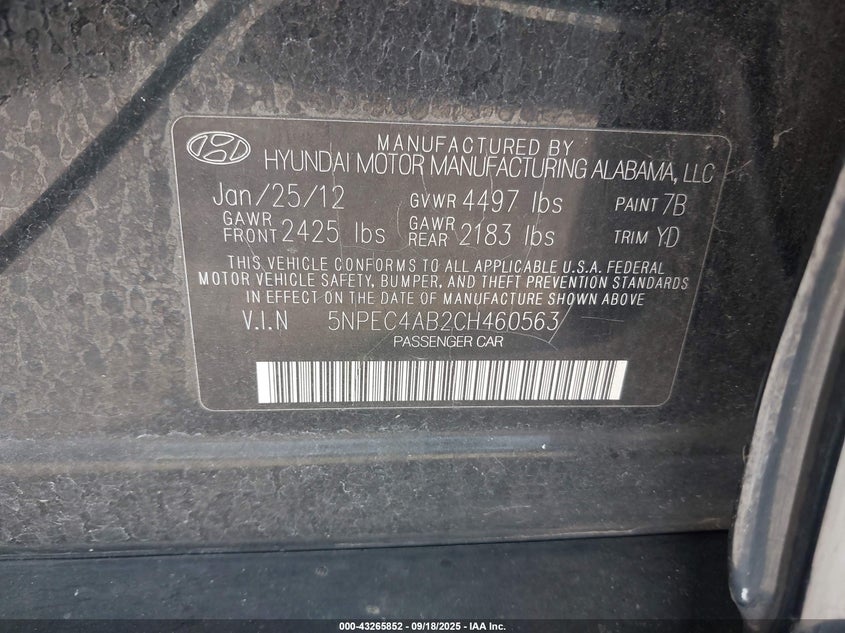 MANUFACTURED BY
HYUNDAI MOTOR MANUFACTURING ALABAMA, LLC
Jan/25/12 GVWR 4497 lbs PAINT 7B
GAWR FRONT 2425 lbs GAWR REAR 2183 lbs TRIM YD
THIS VEHICLE CONFORMS TO ALL APPLICABLE U.S.A. FEDERAL
MOTOR VEHICLE SAFETY, BUMPER, AND THEFT PREVENTION STANDARDS
IN EFFECT ON THE DATE OF MANUFACTURE SHOWN ABOVE
V.I.N 5NPEC4AB2CH460563
PASSENGER CAR
000-43265852 - 09/18/2025 - IAA Inc.